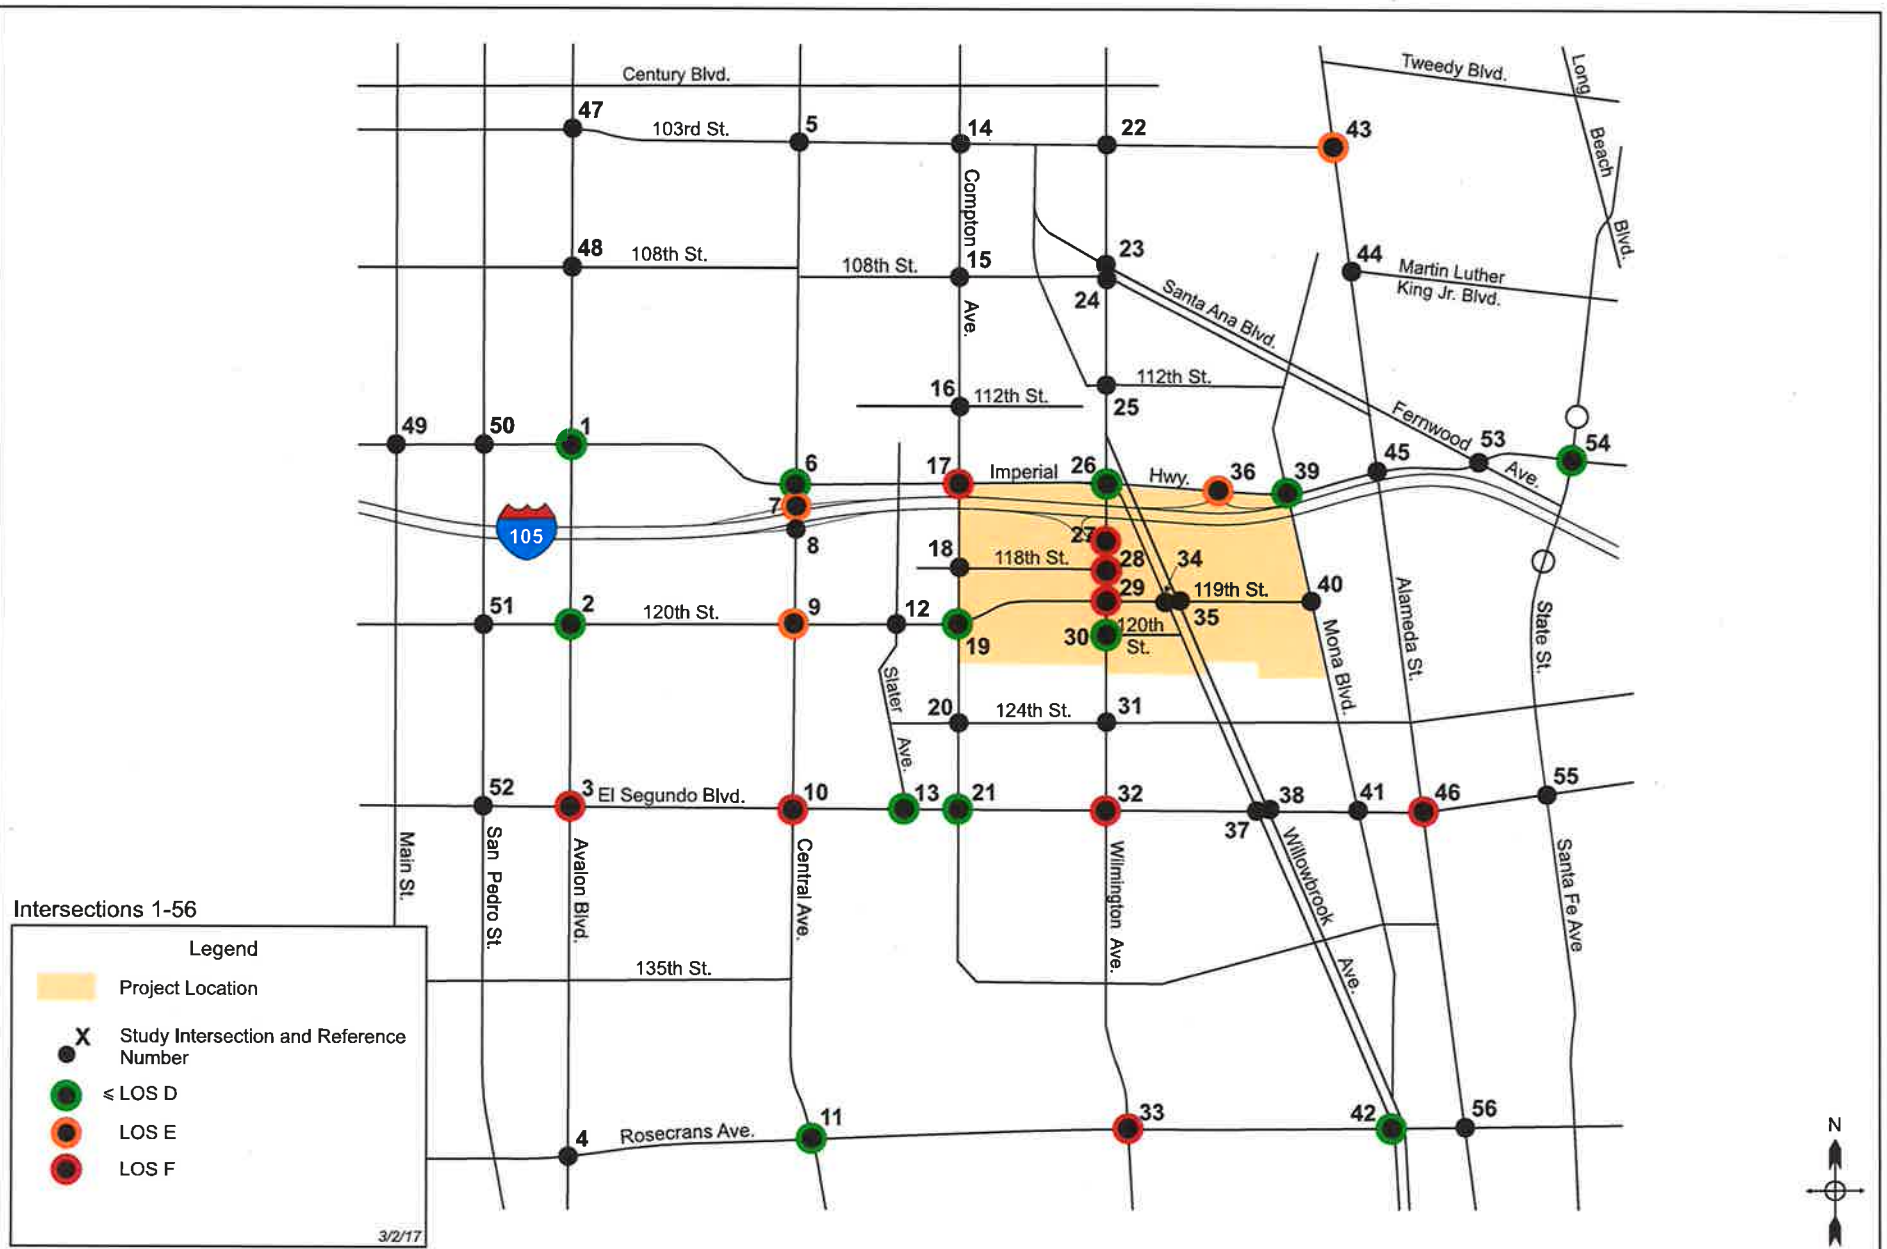 Century Blvd.
Tweedy Blvd.
Long
Beach
Blvd.
47
103rd St.
5
14
22
43
Compton
Ave.
48
108th St.
108th St.
15
23
24
Santa Ana Blvd.
44
Martin Luther
King Jr. Blvd.
16
112th St.
112th St.
25
Fernwood
Ave.
49
50
1
6
17
Imperial
26
Hwy.
36
39
45
53
54
7
8
105
27
18
118th St.
28
34
29
119th St.
35
40
51
2
120th St.
9
12
19
30
120th
St.
Slater
Ave.
Mona Blvd.
Alameda St.
State St.
20
124th St.
31
52
3
El Segundo Blvd.
10
13
21
32
37
38
41
46
55
Main St.
San Pedro St.
Avalon Blvd.
Central Ave.
Wilmington Ave.
Willowbrook
Ave.
Santa Fe Ave
135th St.
4
Rosecrans Ave.
11
33
42
56
Intersections 1-56
Legend
Project Location
X
Study Intersection and Reference
Number
≤ LOS D
LOS E
LOS F
3/2/17
N